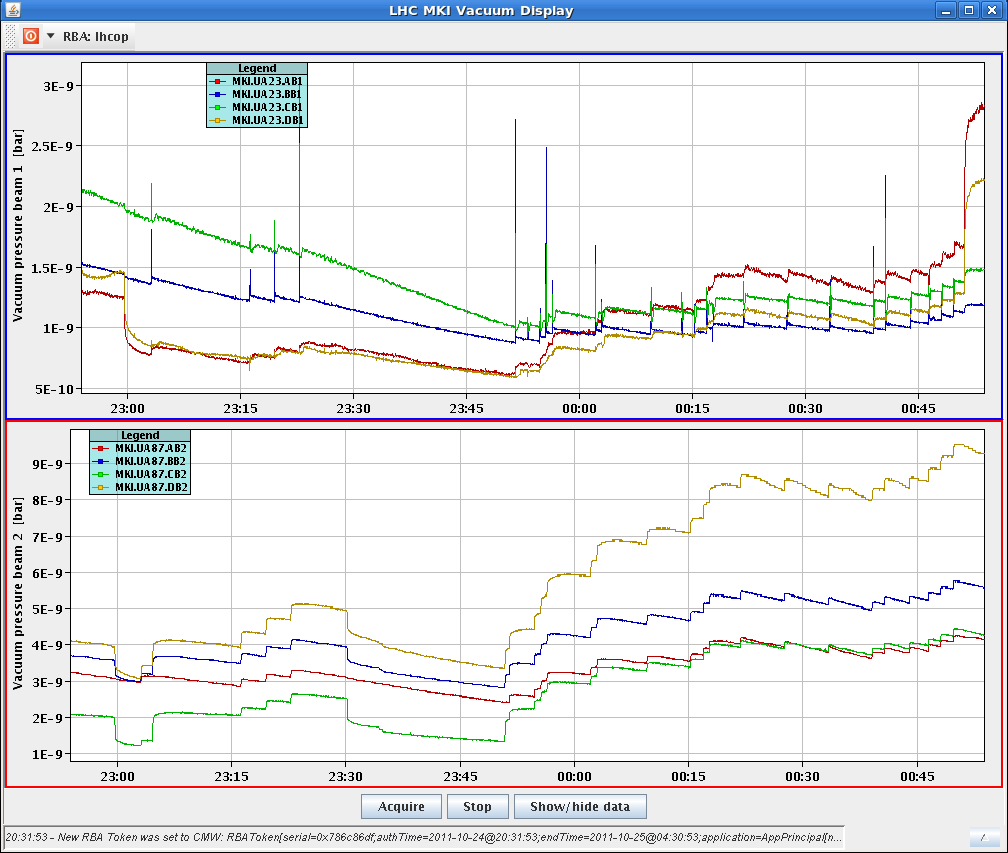 LHC MKI Vacuum Display
RBA: lhcop
Vacuum pressure beam 1 [bar]
3E-9
2.5E-9
2E-9
1.5E-9
1E-9
5E-10
Legend
MKI.UA23.AB1
MKI.UA23.BB1
MKI.UA23.CB1
MKI.UA23.DB1
23:00 23:15 23:30 23:45 00:00 00:15 00:30 00:45
Vacuum pressure beam 2 [bar]
9E-9
8E-9
7E-9
6E-9
5E-9
4E-9
3E-9
2E-9
1E-9
Legend
MKI.UA87.AB2
MKI.UA87.BB2
MKI.UA87.CB2
MKI.UA87.DB2
23:00 23:15 23:30 23:45 00:00 00:15 00:30 00:45
Acquire Stop Show/hide data
20:31:53 - New RBA Token was set to CMW: RBAToken[serial=0x786c86df;authTime=2011-10-24@20:31:53;endTime=2011-10-25@04:30:53;application=AppPrincipal[n...